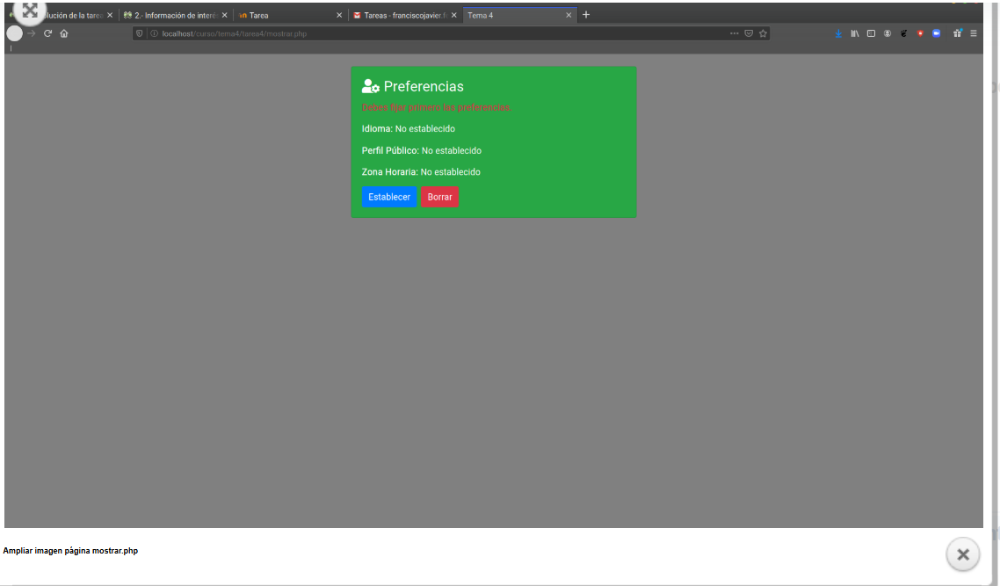 lución de la tarea
2.- Información de interés
Tarea
Tareas - franciscojavier.f
Tema 4
localhost/curso/tema4/tarea4/mostrar.php
Preferencias
Debes fijar primero las preferencias.
Idioma: No establecido
Perfil Público: No establecido
Zona Horaria: No establecido
Establecer Borrar
Ampliar imagen página mostrar.php